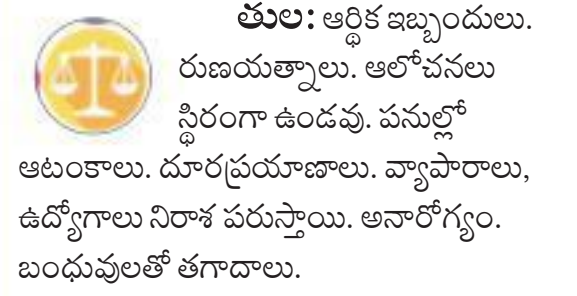 తుల: ఆర్థిక ఇబ్బందులు.
రుణయత్నాలు. ఆలోచనలు
స్థిరంగా ఉండవు. పనుల్లో
ఆటంకాలు. దూరప్రయాణాలు. వ్యాపారాలు,
ఉద్యోగాలు నిరాశ పరుస్తాయి. అనారోగ్యం.
బంధువులతో తగాదాలు.